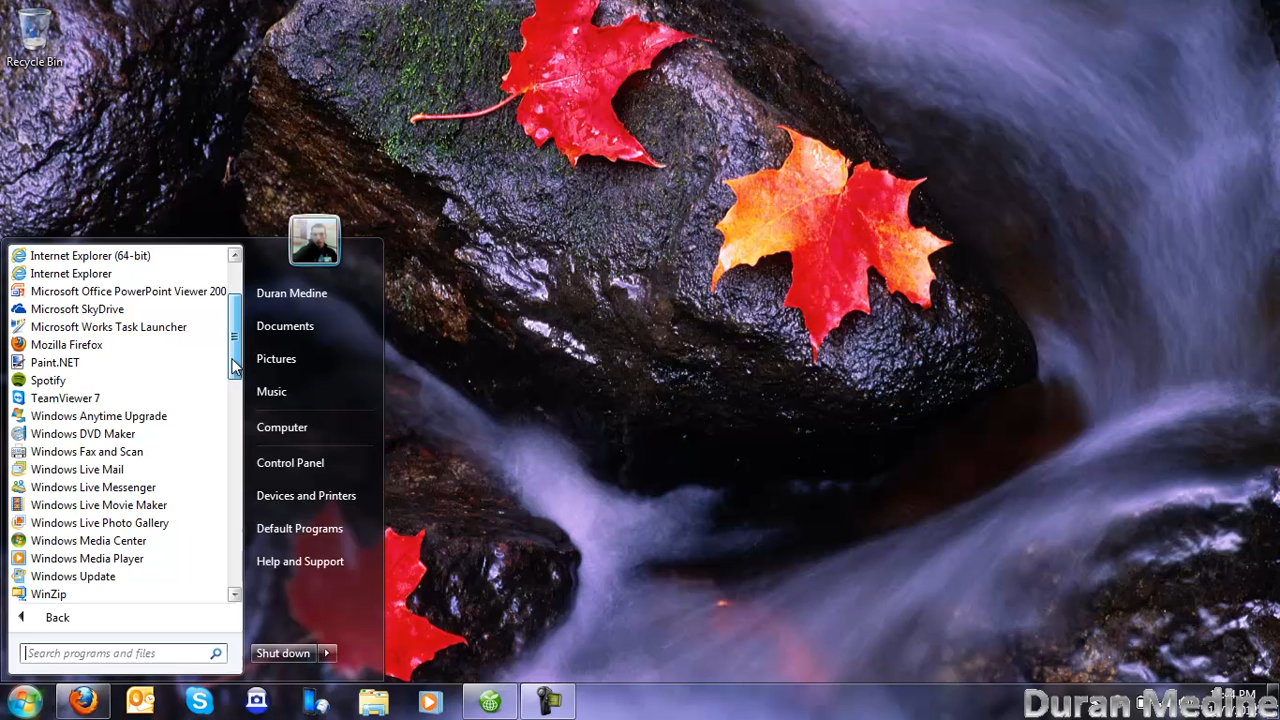 Recycle Bin
Internet Explorer (64-bit)
Internet Explorer
Microsoft Office PowerPoint Viewer 200
Microsoft SkyDrive
Microsoft Works Task Launcher
Mozilla Firefox
Paint.NET
Spotify
TeamViewer 7
Windows Anytime Upgrade
Windows DVD Maker
Windows Fax and Scan
Windows Live Mail
Windows Live Messenger
Windows Live Movie Maker
Windows Live Photo Gallery
Windows Media Center
Windows Media Player
Windows Update
WinZip
Back
Search programs and files
Duran Medine
Documents
Pictures
Music
Computer
Control Panel
Devices and Printers
Default Programs
Help and Support
Shut down
Duran Medine